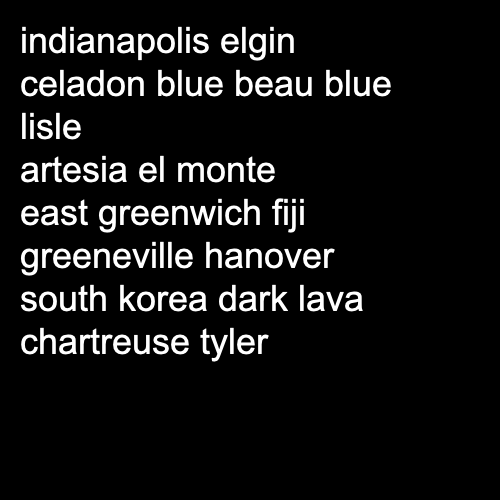 indianapolis elgin
celadon blue beau blue
lisle
artesia el monte
east greenwich fiji
greeneville hanover
south korea dark lava
chartreuse tyler